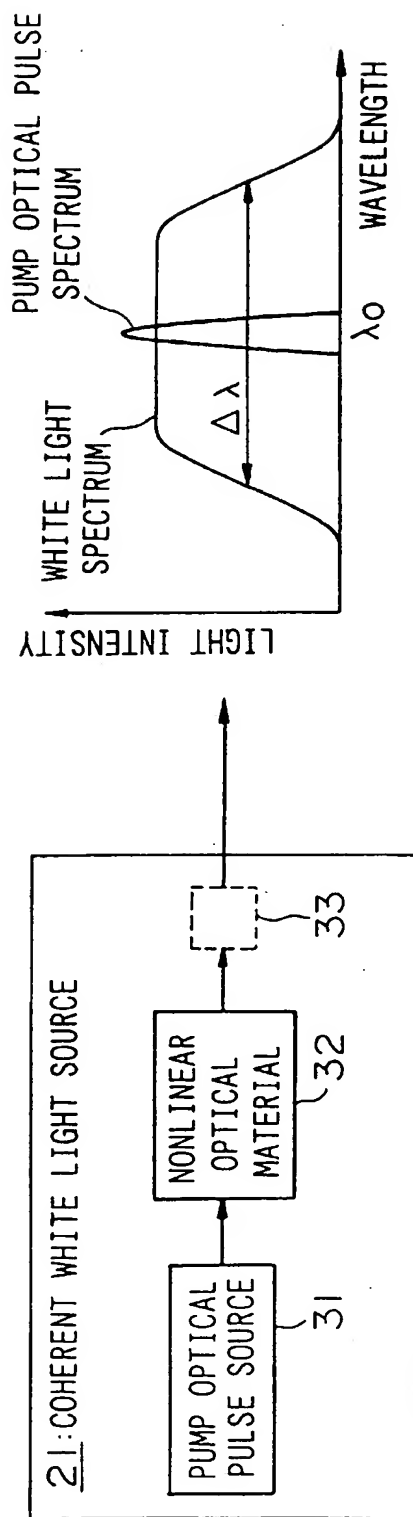 21: COHERENT WHITE LIGHT SOURCE
PUMP OPTICAL
PULSE SOURCE
31
NONLINEAR
OPTICAL
MATERIAL
32
33
LIGHT INTENSITY
WHITE LIGHT
SPECTRUM
PUMP OPTICAL PULSE
SPECTRUM
Δλ
λ0
WAVELENGTH